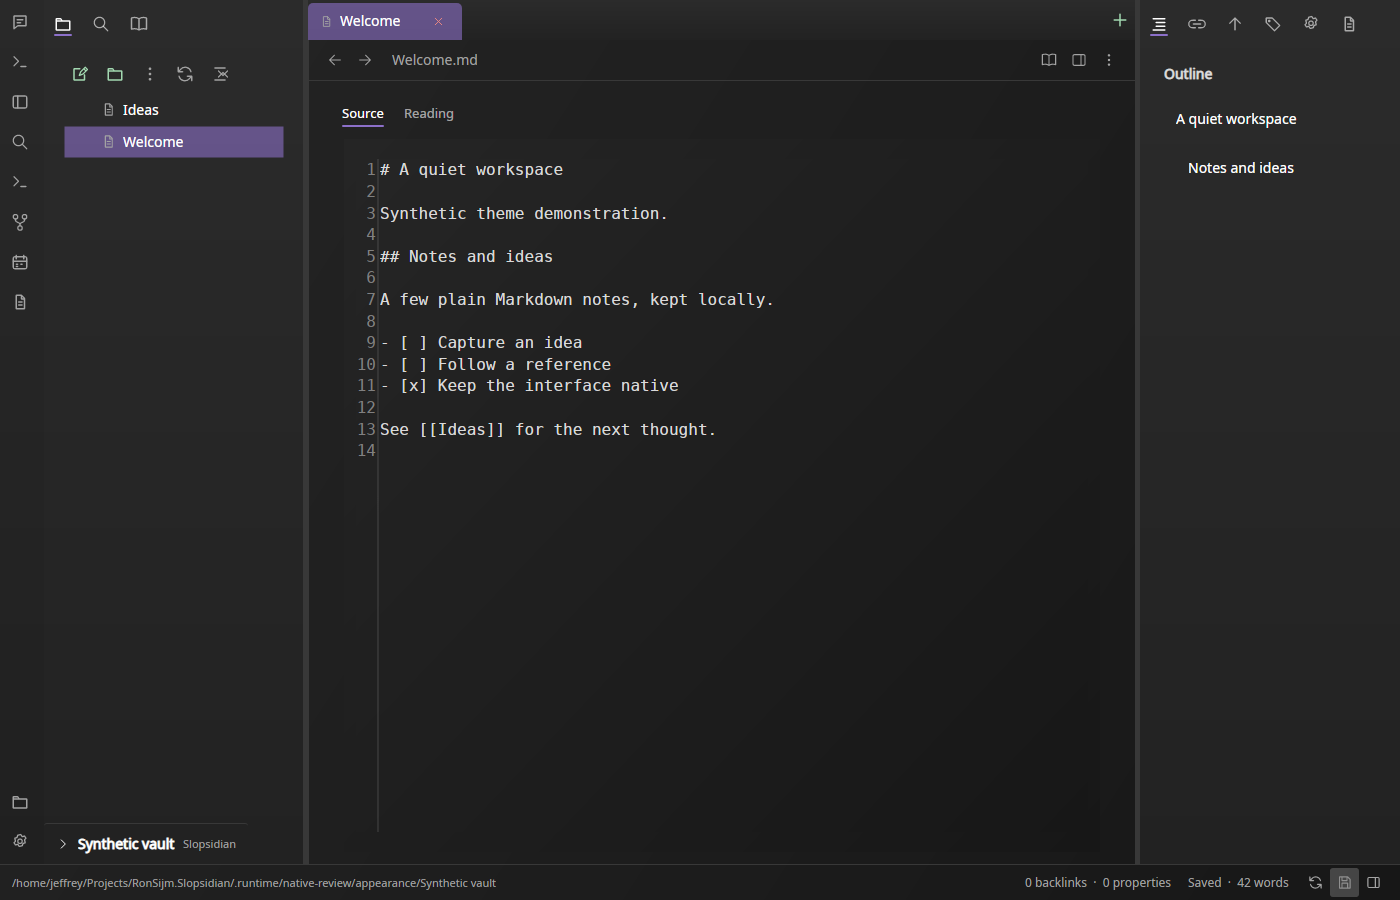 Welcome
Welcome.md
Ideas
Welcome
Source Reading
1 # A quiet workspace
2
3 Synthetic theme demonstration.
4
5 ## Notes and ideas
6
7 A few plain Markdown notes, kept locally.
8
9 - [ ] Capture an idea
10 - [ ] Follow a reference
11 - [x] Keep the interface native
12
13 See [[Ideas]] for the next thought.
14
Outline
A quiet workspace
Notes and ideas
Synthetic vault Slopsidian
/home/jeffrey/Projects/RonSijm.Slopsidian/.runtime/native-review/appearance/Synthetic vault
0 backlinks · 0 properties Saved · 42 words